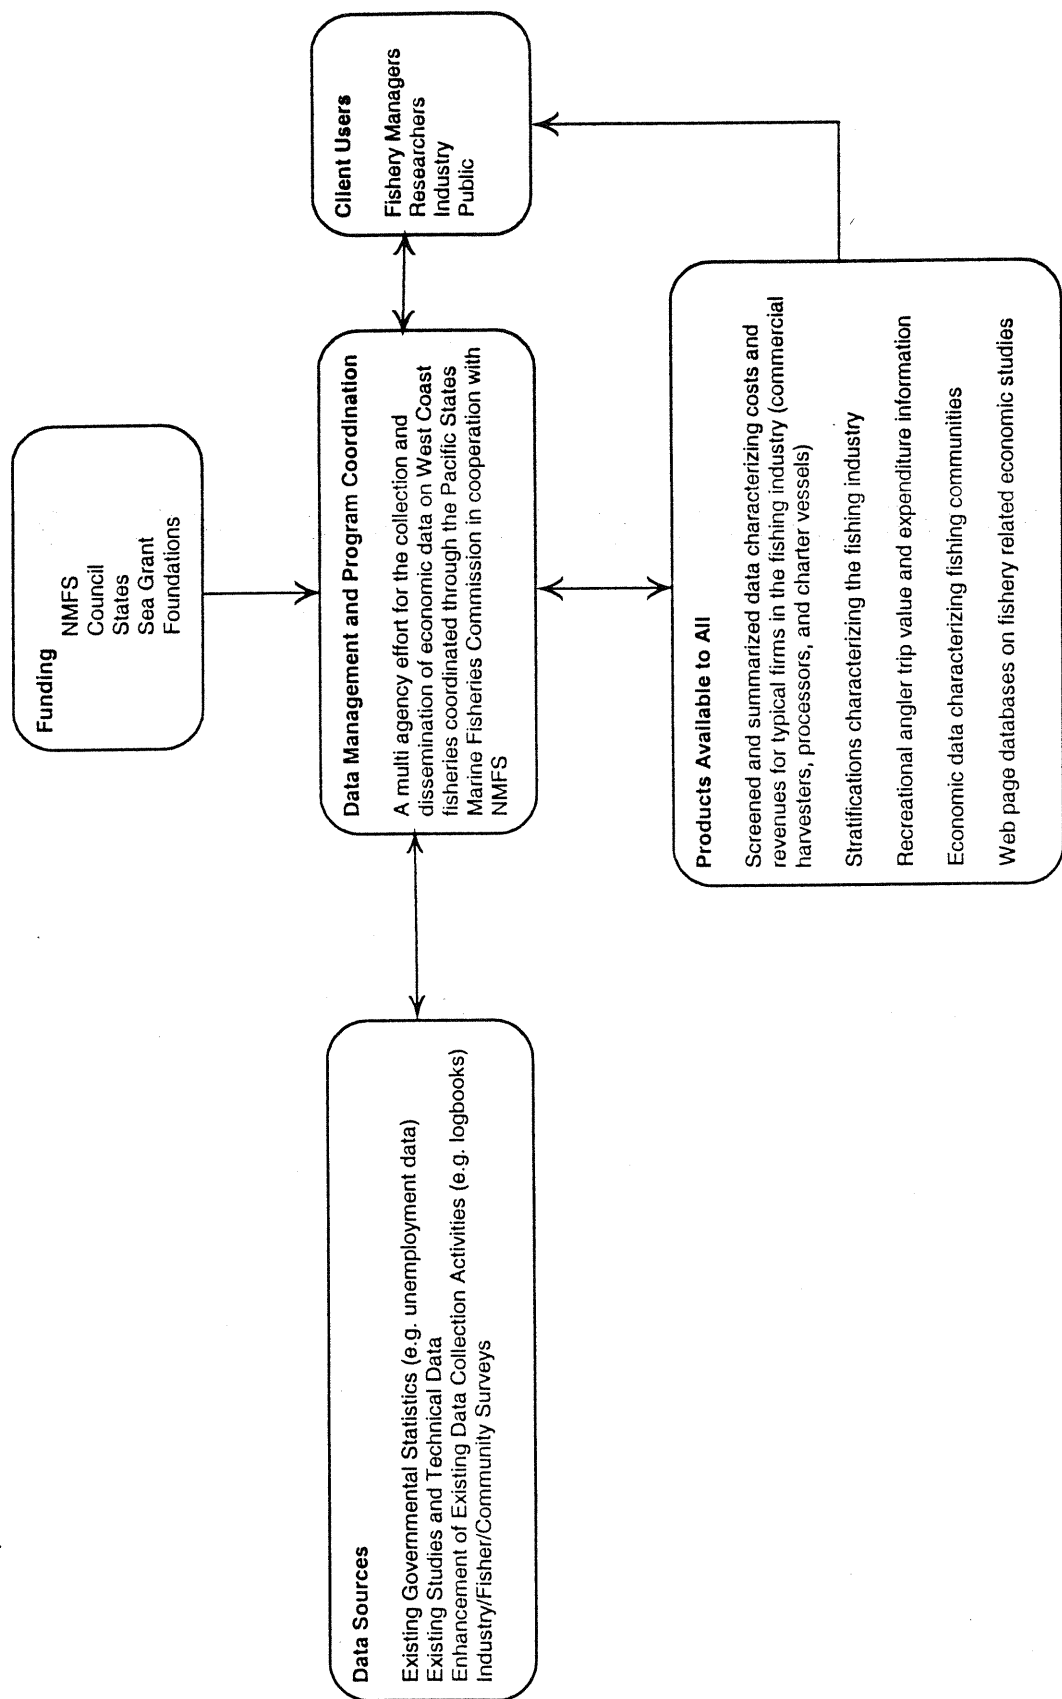 Funding
NMFS
Council
States
Sea Grant
Foundations
Data Sources
Existing Governmental Statistics (e.g. unemployment data)
Existing Studies and Technical Data
Enhancement of Existing Data Collection Activities (e.g. logbooks)
Industry/Fisher/Community Surveys
Data Management and Program Coordination
A multi agency effort for the collection and
dissemination of economic data on West Coast
fisheries coordinated through the Pacific States
Marine Fisheries Commission in cooperation with
NMFS
Client Users
Fishery Managers
Researchers
Industry
Public
Products Available to All
Screened and summarized data characterizing costs and
revenues for typical firms in the fishing industry (commercial
harvesters, processors, and charter vessels)
Stratifications characterizing the fishing industry
Recreational angler trip value and expenditure information
Economic data characterizing fishing communities
Web page databases on fishery related economic studies